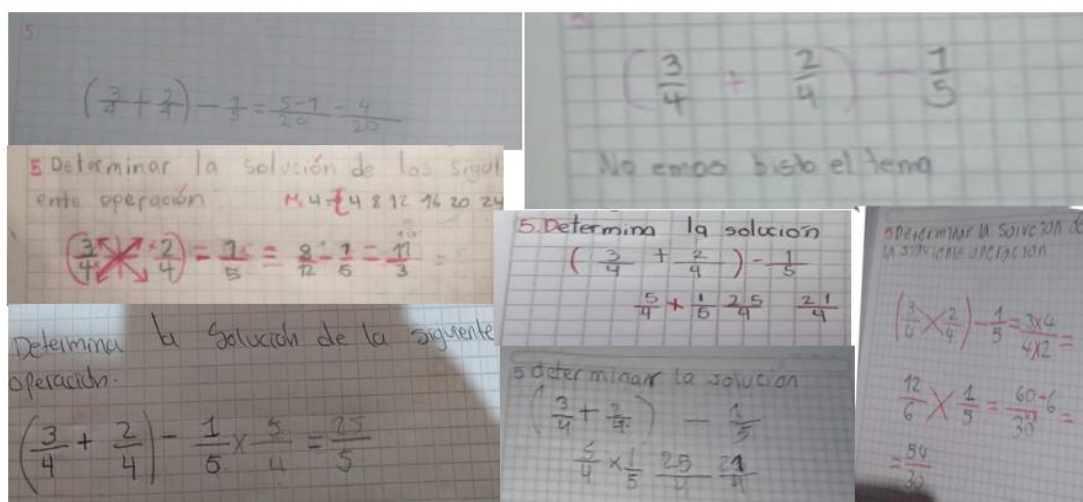 5
(3/4 + 2/4) - 1/5 = 5-1/20 = 4/20
(3/4 + 2/4) - 1/5
No emos bisto el tema
5 Determinar la solución de las sigui
ente operación M, 4={4 8 12 16 20 24
(3/4 × 2/4) = 1/5 = 8/12 - 1/5 = 11/3 =
5. Determina la solución
( 3/4 + 2/4 ) - 1/5
5/4 + 1/5 25/4 21/4
5 Determinar la solución de
la siguiente operación
(3/4 × 2/4) - 1/5 = 3x4/4x2 =
12/6 × 1/5 = 60-6/30 =
= 54/30
Determina la Solución de la siguente
operación.
(3/4 + 2/4) - 1/5 × 5/4 = 25/5
5 determinar la solucion
(3/4 + 2/4) - 1/5
5/4 × 1/5 25/4 21/4